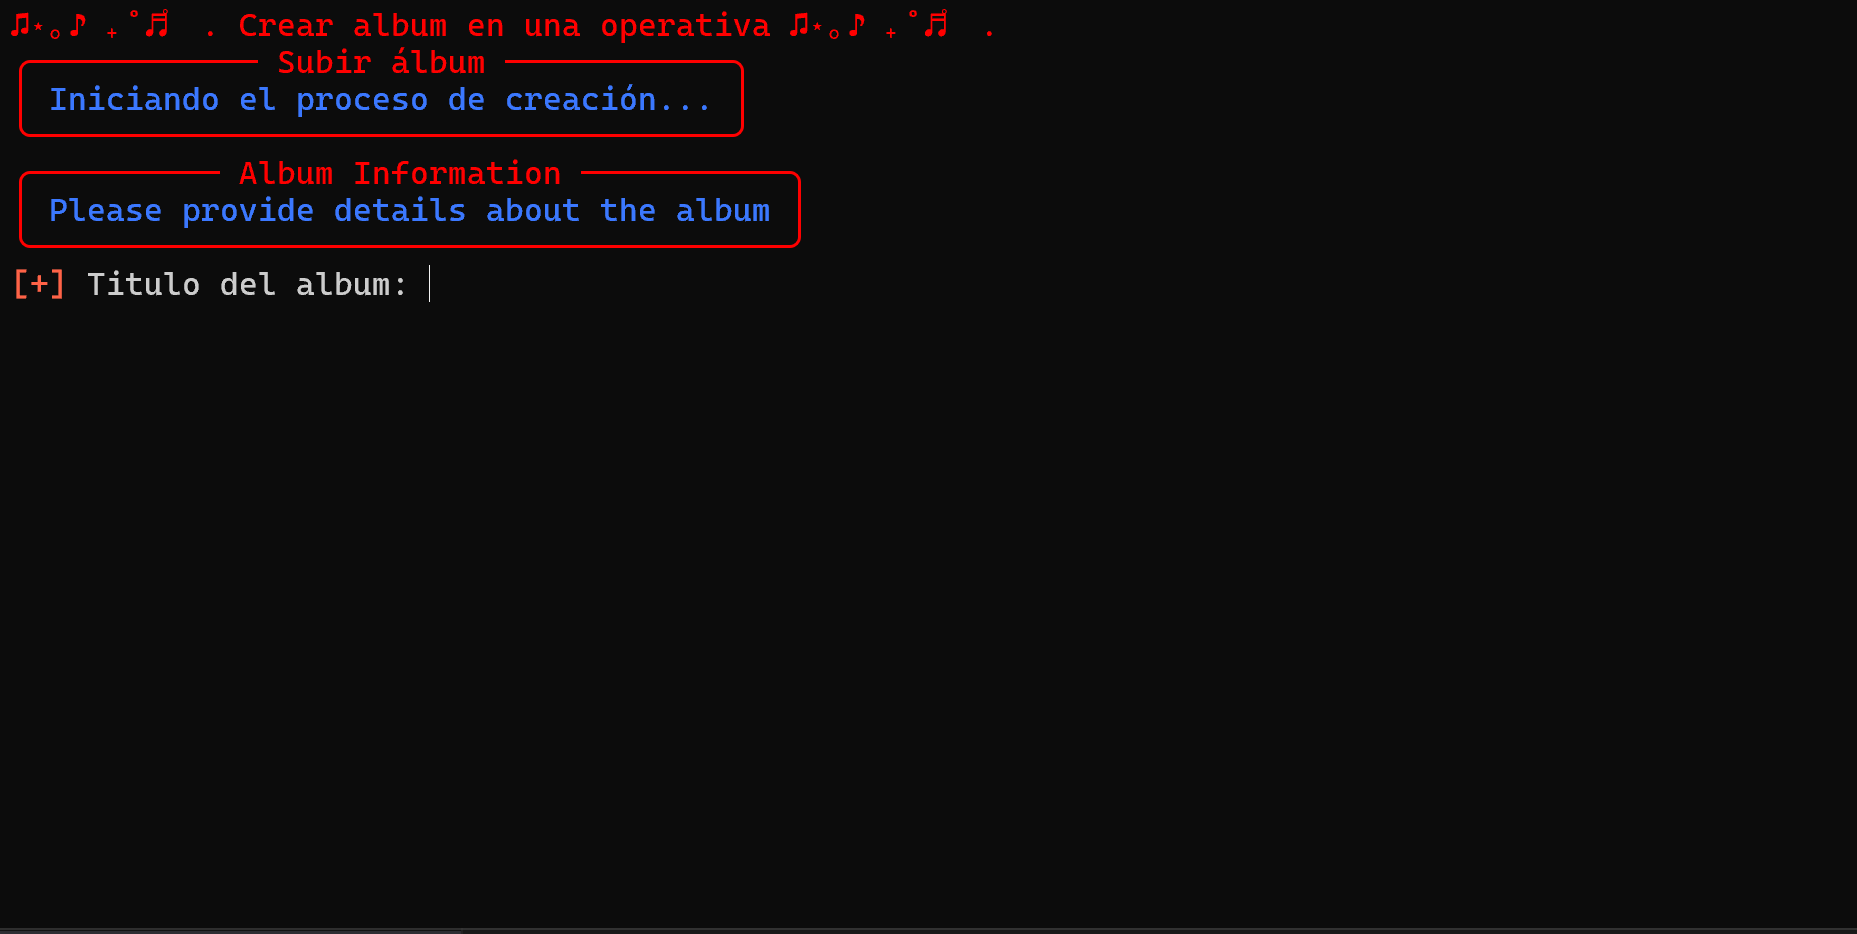 ♫⋆｡♪ ₊˚♬ ﾟ. Crear album en una operativa ♫⋆｡♪ ₊˚♬ ﾟ.
Subir álbum
Iniciando el proceso de creación...
Album Information
Please provide details about the album
[+] Titulo del album: